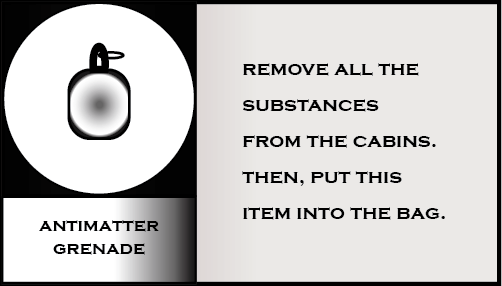 ANTIMATTER
GRENADE
REMOVE ALL THE
SUBSTANCES
FROM THE CABINS.
THEN, PUT THIS
ITEM INTO THE BAG.